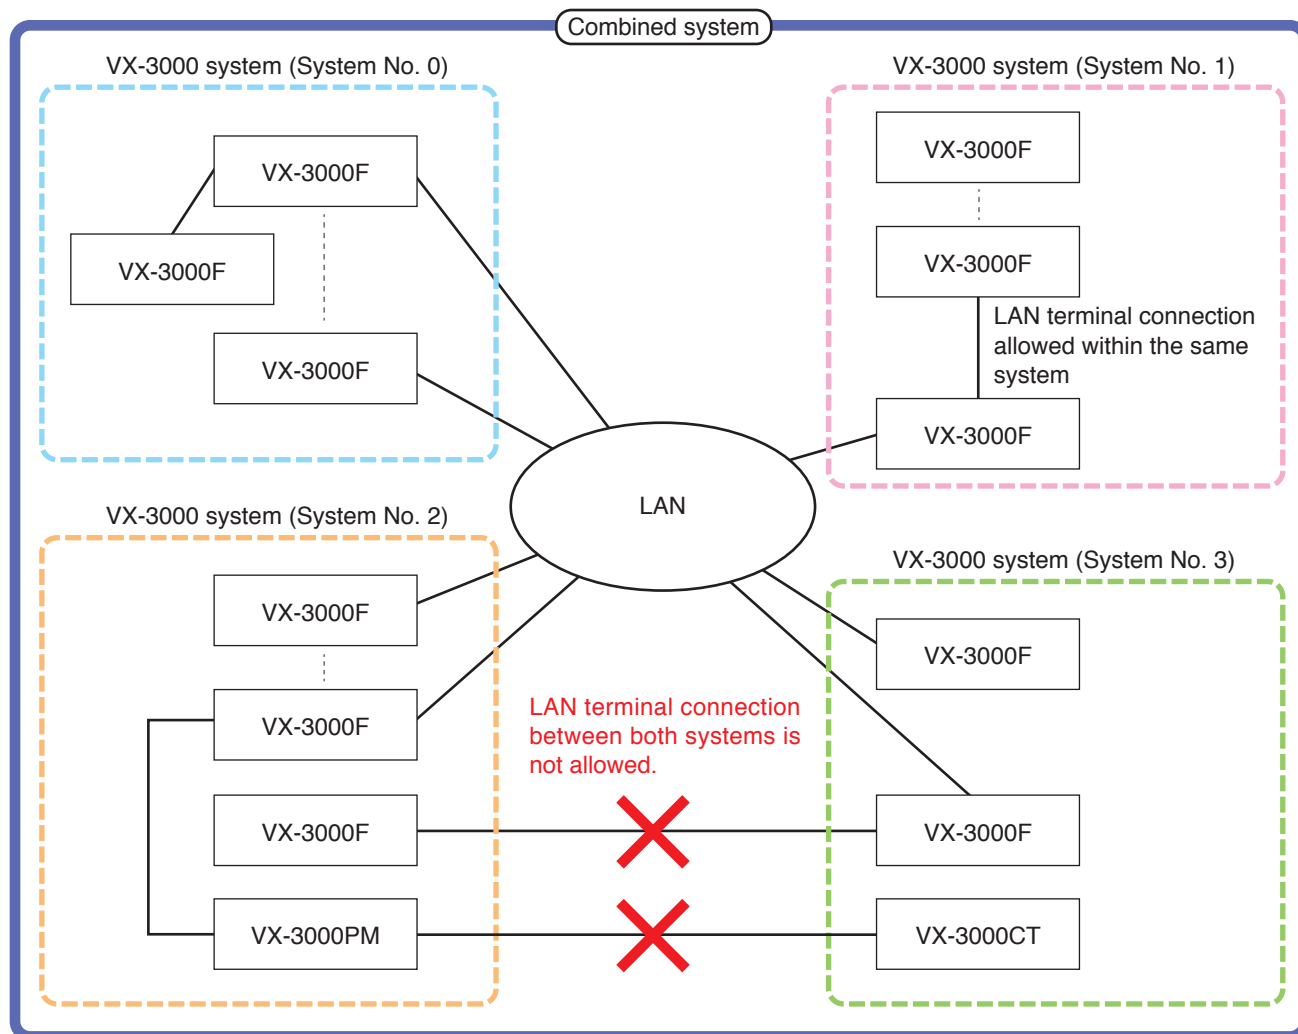 Combined system
VX-3000 system (System No. 0)
VX-3000F
VX-3000F
VX-3000F
VX-3000 system (System No. 1)
VX-3000F
VX-3000F
LAN terminal connection
allowed within the same
system
VX-3000F
LAN
VX-3000 system (System No. 2)
VX-3000F
VX-3000F
VX-3000F
VX-3000PM
LAN terminal connection
between both systems is
not allowed.
VX-3000 system (System No. 3)
VX-3000F
VX-3000F
VX-3000CT